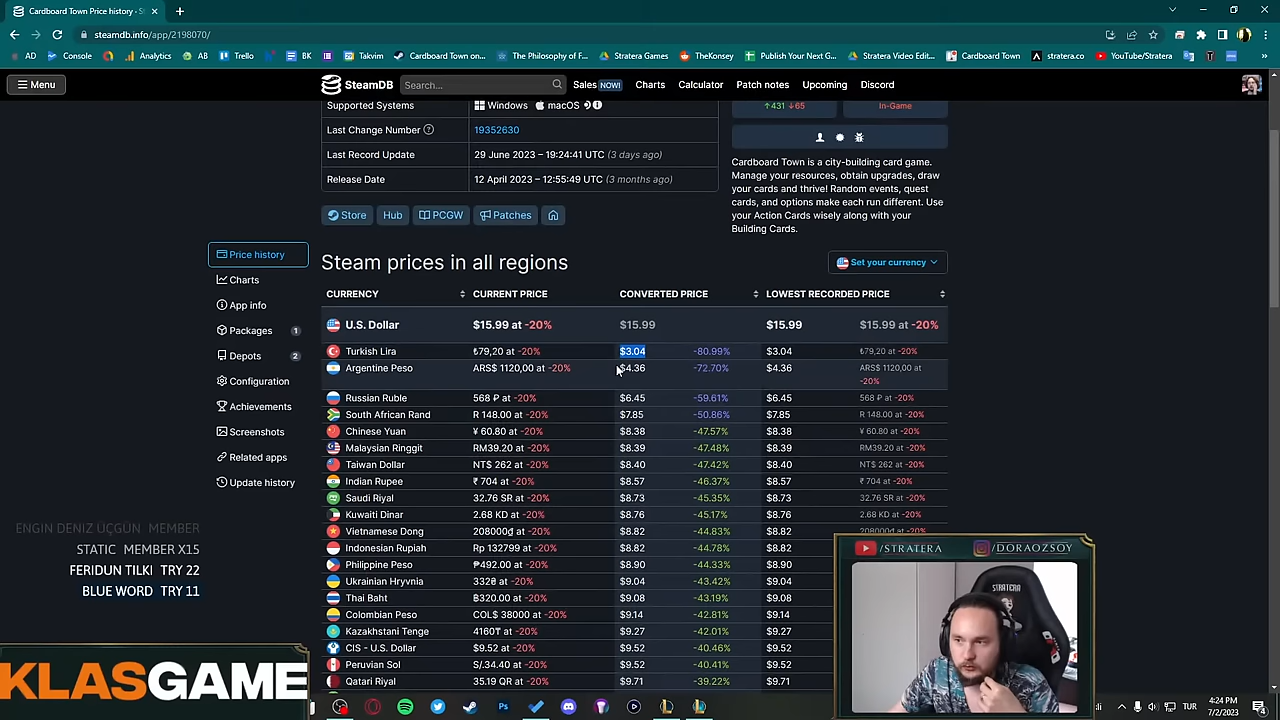 Cardboard Town Price history · S
steamdb.info/app/2198070/
AD
Console
Analytics
BB
Trello
BK
Takvim
Cardboard Town on...
The Philosophy of F...
Stratera Games
TheKonsey
Publish Your Next G...
Stratera Video Edit...
Cardboard Town
stratera.co
YouTube/Stratera
Menu
SteamDB
Search...
Sales NOW!
Charts
Calculator
Patch notes
Upcoming
Discord
Supported Systems Windows macOS
Last Change Number 19352630
Last Record Update 29 June 2023 – 19:24:41 UTC (3 days ago)
Release Date 12 April 2023 – 12:55:49 UTC (3 months ago)
↑431 ↓65
In-Game
Cardboard Town is a city-building card game.
Manage your resources, obtain upgrades, draw
your cards and thrive! Random events, quest
cards, and options make each run different. Use
your Action Cards wisely along with your
Building Cards.
Store
Hub
PCGW
Patches
Price history
Charts
App info
Packages 1
Depots 2
Configuration
Achievements
Screenshots
Related apps
Update history
Steam prices in all regions
Set your currency
CURRENCY CURRENT PRICE CONVERTED PRICE LOWEST RECORDED PRICE
U.S. Dollar $15.99 at -20% $15.99 $15.99 $15.99 at -20%
Turkish Lira ₺79,20 at -20% $3.04 -80.99% $3.04 ₺79,20 at -20%
Argentine Peso ARS$ 1120,00 at -20% $4.36 -72.70% $4.36 ARS$ 1120,00 at
-20%
Russian Ruble 568 ₽ at -20% $6.45 -59.61% $6.45 568 ₽ at -20%
South African Rand R 148.00 at -20% $7.85 -50.86% $7.85 R 148.00 at -20%
Chinese Yuan ¥ 60.80 at -20% $8.38 -47.57% $8.38 ¥ 60.80 at -20%
Malaysian Ringgit RM39.20 at -20% $8.39 -47.48% $8.39 RM39.20 at -20%
Taiwan Dollar NT$ 262 at -20% $8.40 -47.42% $8.40 NT$ 262 at -20%
Indian Rupee ₹ 704 at -20% $8.57 -46.37% $8.57 ₹ 704 at -20%
Saudi Riyal 32.76 SR at -20% $8.73 -45.35% $8.73 32.76 SR at -20%
Kuwaiti Dinar 2.68 KD at -20% $8.76 -45.17% $8.76 2.68 KD at -20%
Vietnamese Dong 208000₫ at -20% $8.82 -44.83% $8.82 208000₫ at -20%
Indonesian Rupiah Rp 132799 at -20% $8.82 -44.78% $8.82
Philippine Peso ₱492.00 at -20% $8.90 -44.33% $8.90
Ukrainian Hryvnia 332₴ at -20% $9.04 -43.42% $9.04
Thai Baht ฿320.00 at -20% $9.08 -43.19% $9.08
Colombian Peso COL$ 38000 at -20% $9.14 -42.81% $9.14
Kazakhstani Tenge 4160₸ at -20% $9.27 -42.01% $9.27
CIS - U.S. Dollar $9.52 at -20% $9.52 -40.46% $9.52
Peruvian Sol S/.34.40 at -20% $9.52 -40.41% $9.52
Qatari Riyal 35.19 QR at -20% $9.71 -39.22% $9.71
ENGIN DENIZ ÜÇGÜN MEMBER
STATIC MEMBER X15
FERIDUN TILKI TRY 22
BLUE WORD TRY 11
KLASGAME
/STRATERA
/DORAOZSOY
STRATERA
TUR
4:24 PM
7/2/2023